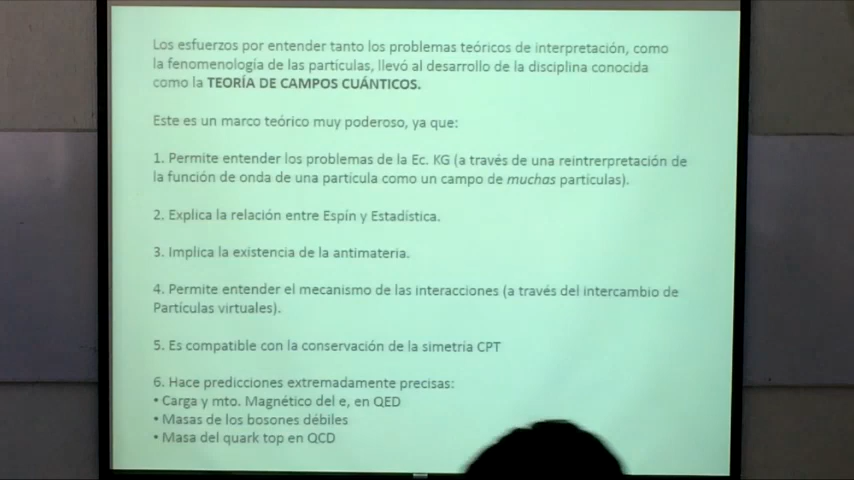 Los esfuerzos por entender tanto los problemas teóricos de interpretación, como
la fenomenología de las partículas, llevó al desarrollo de la disciplina conocida
como la TEORÍA DE CAMPOS CUÁNTICOS.
Este es un marco teórico muy poderoso, ya que:
1. Permite entender los problemas de la Ec. KG (a través de una reintrerpretación de
la función de onda de una partícula como un campo de muchas partículas).
2. Explica la relación entre Espín y Estadística.
3. Implica la existencia de la antimateria.
4. Permite entender el mecanismo de las interacciones (a través del intercambio de
Partículas virtuales).
5. Es compatible con la conservación de la simetría CPT
6. Hace predicciones extremadamente precisas:
• Carga y mto. Magnético del e, en QED
• Masas de los bosones débiles
• Masa del quark top en QCD